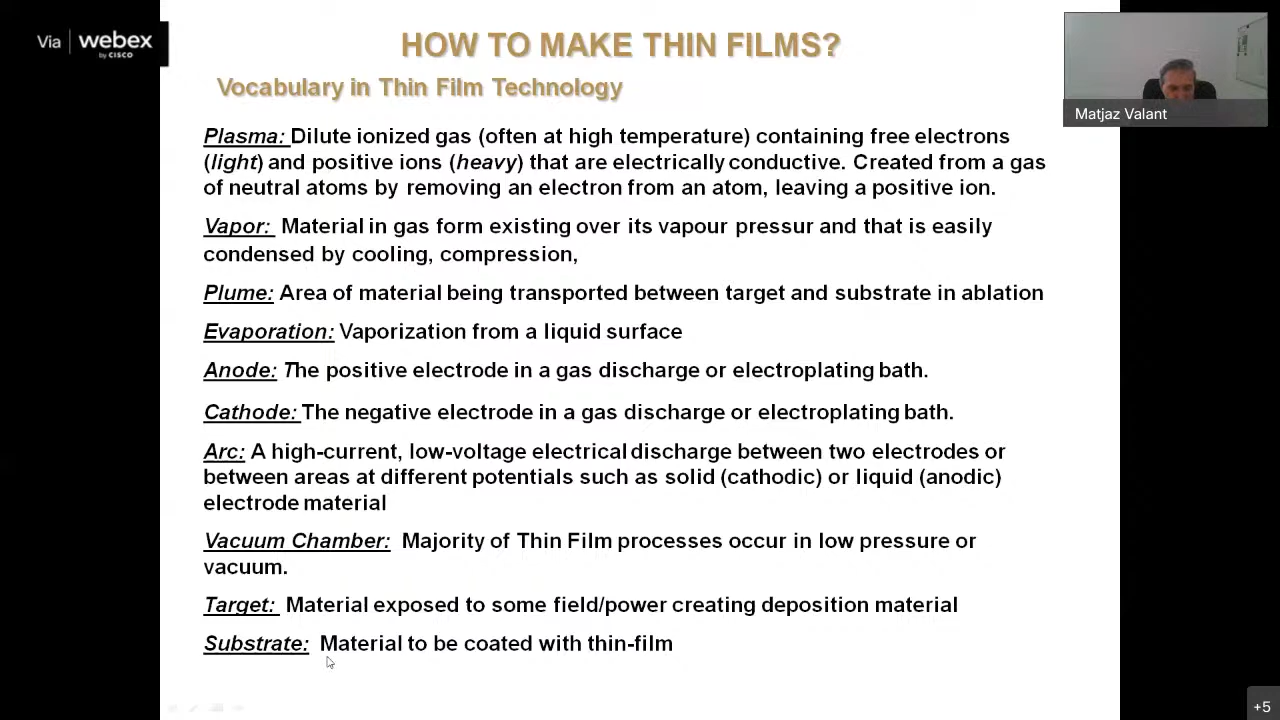 Via webex
by CISCO
HOW TO MAKE THIN FILMS?
Vocabulary in Thin Film Technology
Matjaz Valant
Plasma: Dilute ionized gas (often at high temperature) containing free electrons
(light) and positive ions (heavy) that are electrically conductive. Created from a gas
of neutral atoms by removing an electron from an atom, leaving a positive ion.
Vapor: Material in gas form existing over its vapour pressur and that is easily
condensed by cooling, compression,
Plume: Area of material being transported between target and substrate in ablation
Evaporation: Vaporization from a liquid surface
Anode: The positive electrode in a gas discharge or electroplating bath.
Cathode: The negative electrode in a gas discharge or electroplating bath.
Arc: A high-current, low-voltage electrical discharge between two electrodes or
between areas at different potentials such as solid (cathodic) or liquid (anodic)
electrode material
Vacuum Chamber: Majority of Thin Film processes occur in low pressure or
vacuum.
Target: Material exposed to some field/power creating deposition material
Substrate: Material to be coated with thin-film
+5